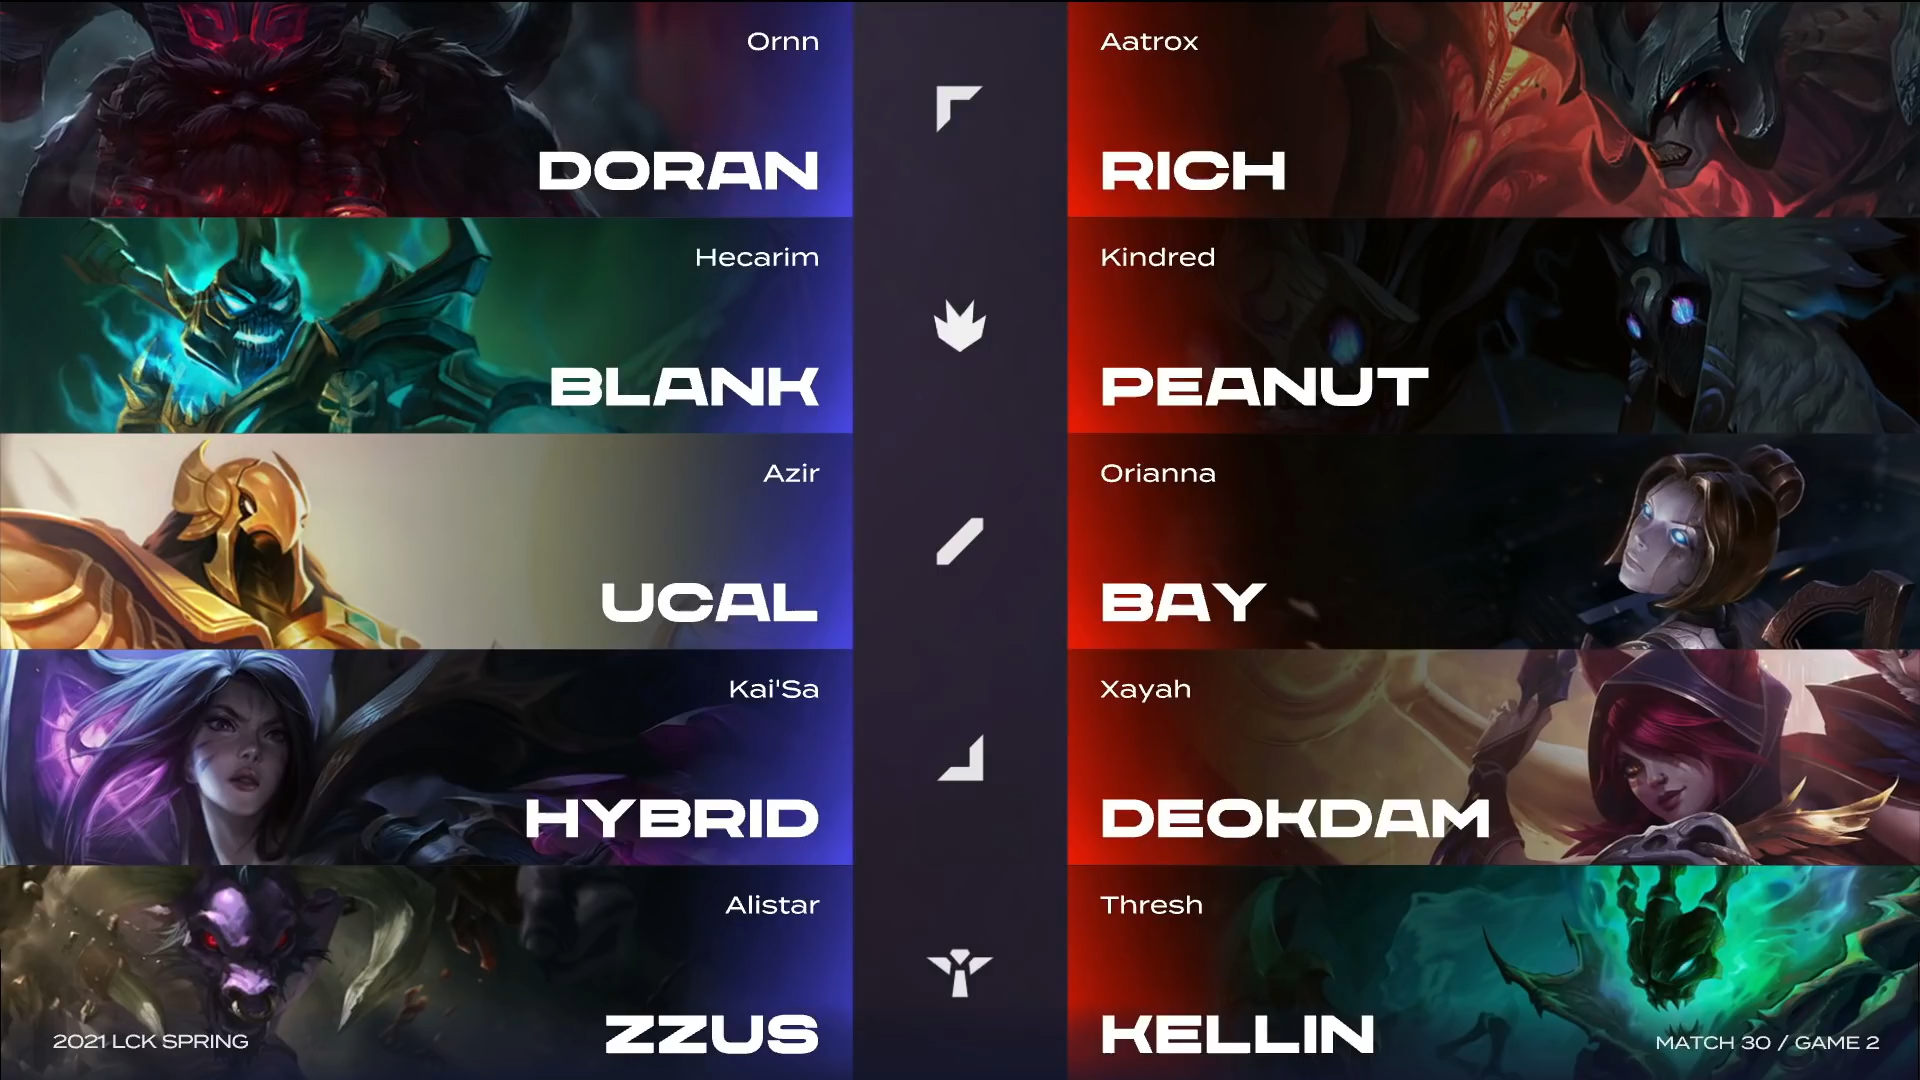 Ornn
DORAN
Aatrox
RICH
Hecarim
BLANK
Kindred
PEANUT
Azir
UCAL
Orianna
BAY
Kai'Sa
HYBRID
Xayah
DEOKDAM
Alistar
ZZUS
Thresh
KELLIN
2021 LCK SPRING
MATCH 30 / GAME 2